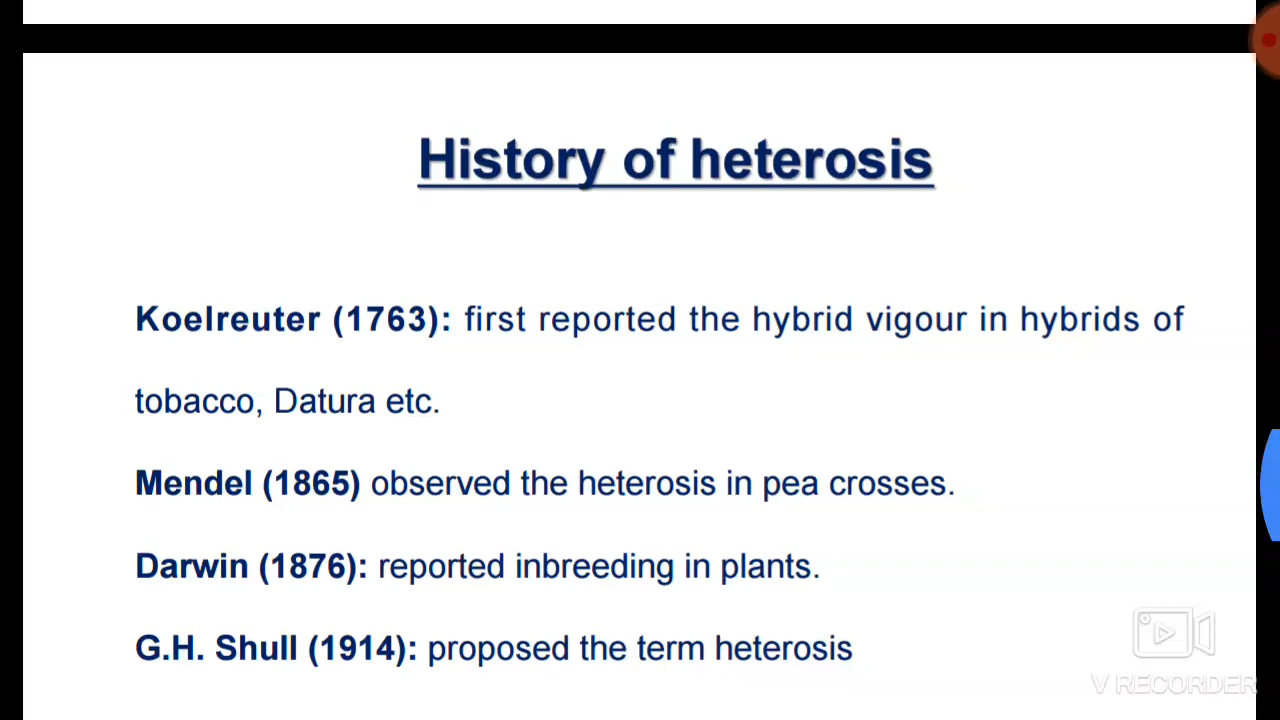 History of heterosis
Koelreuter (1763): first reported the hybrid vigour in hybrids of
tobacco, Datura etc.
Mendel (1865) observed the heterosis in pea crosses.
Darwin (1876): reported inbreeding in plants.
G.H. Shull (1914): proposed the term heterosis
V RECORDER